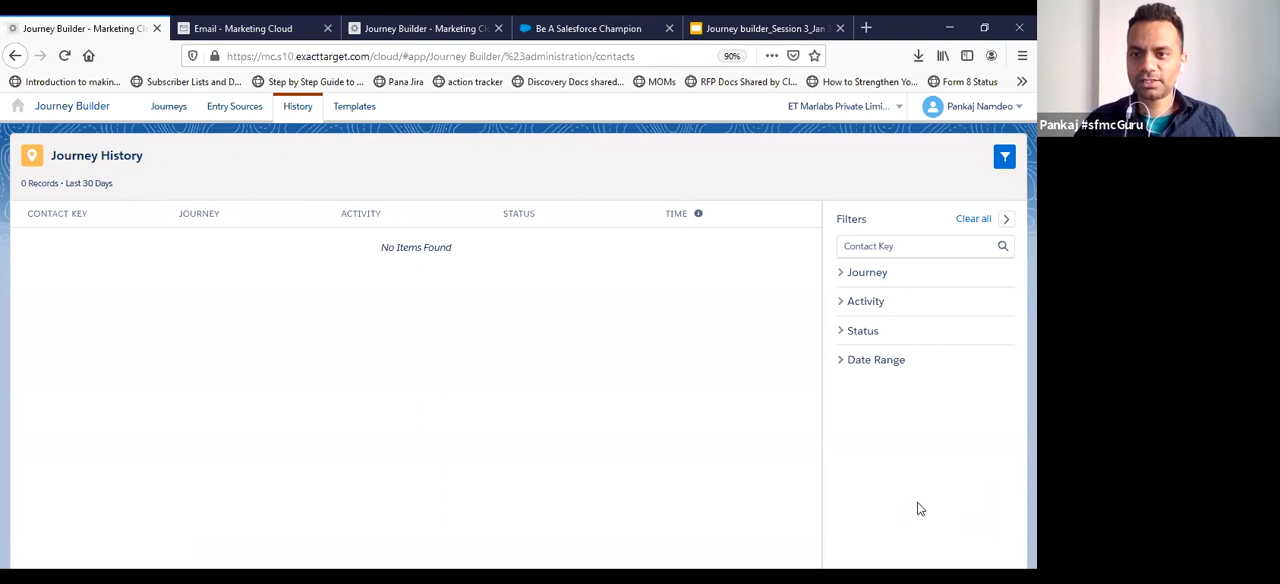 Journey Builder - Marketing Clo
Email - Marketing Cloud
Journey Builder - Marketing C
Be A Salesforce Champion
Journey builder_Session 3_Jan 3
https://mc.s10.exacttarget.com/cloud/#app/Journey Builder/%23administration/contacts
90%
Introduction to makin...
Subscriber Lists and D...
Step by Step Guide to ...
Pana Jira
action tracker
Discovery Docs shared...
MOMs
RPP Docs Shared by Cl...
How to Strengthen Yo...
Form 8 Status
Journey Builder
Journeys
Entry Sources
History
Templates
ET Marlabs Private Limi...
Pankaj Namdeo
Pankaj #sfmcGuru
Journey History
0 Records • Last 30 Days
CONTACT KEY
JOURNEY
ACTIVITY
STATUS
TIME
No Items Found
Filters
Clear all
Contact Key
Journey
Activity
Status
Date Range